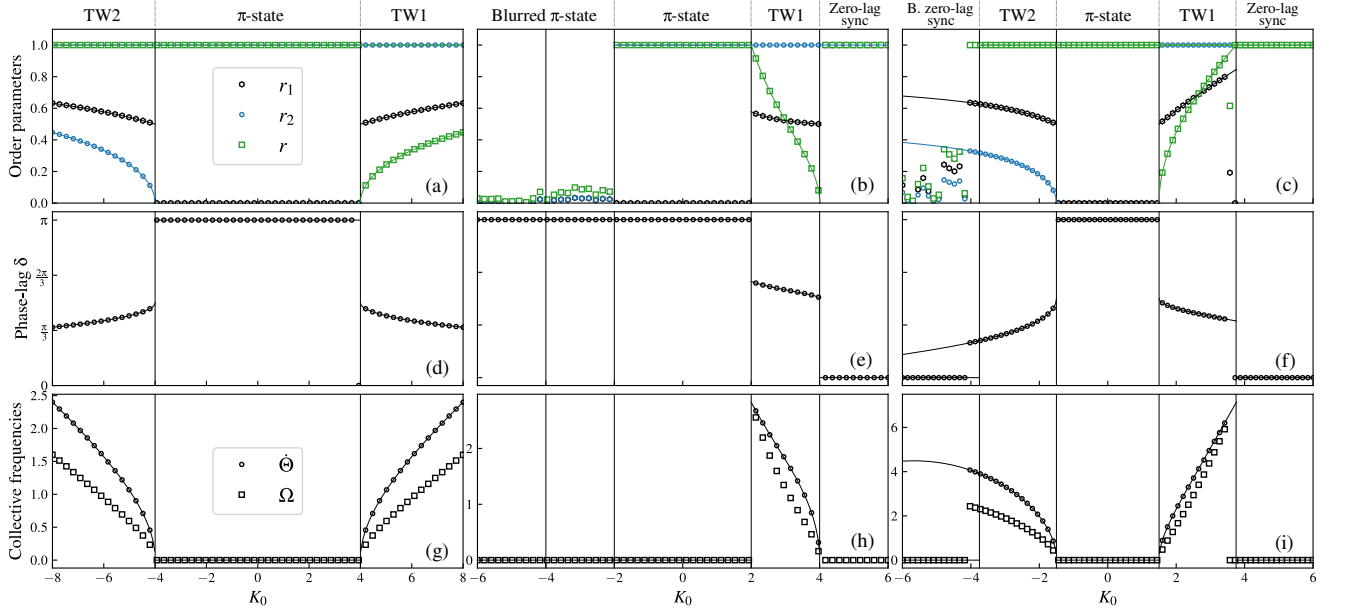 TW2 π-state TW1 Blurred π-state π-state TW1 Zero-lag sync B. zero-lag sync TW2 π-state TW1 Zero-lag sync
Order parameters
1.0
0.8
0.6
0.4
0.2
0.0
r₁
r₂
r
(a)
(b)
(c)
Phase-lag δ
π
2π/3
π/3
0
(d)
(e)
(f)
Collective frequencies
2.5
2.0
1.5
1.0
0.5
0.0
Θ̇
Ω
(g)
2
1
0
(h)
6
4
2
0
(i)
−8 −6 −4 −2 0 2 4 6 8
−6 −4 −2 0 2 4 6
−6 −4 −2 0 2 4 6
K₀ K₀ K₀